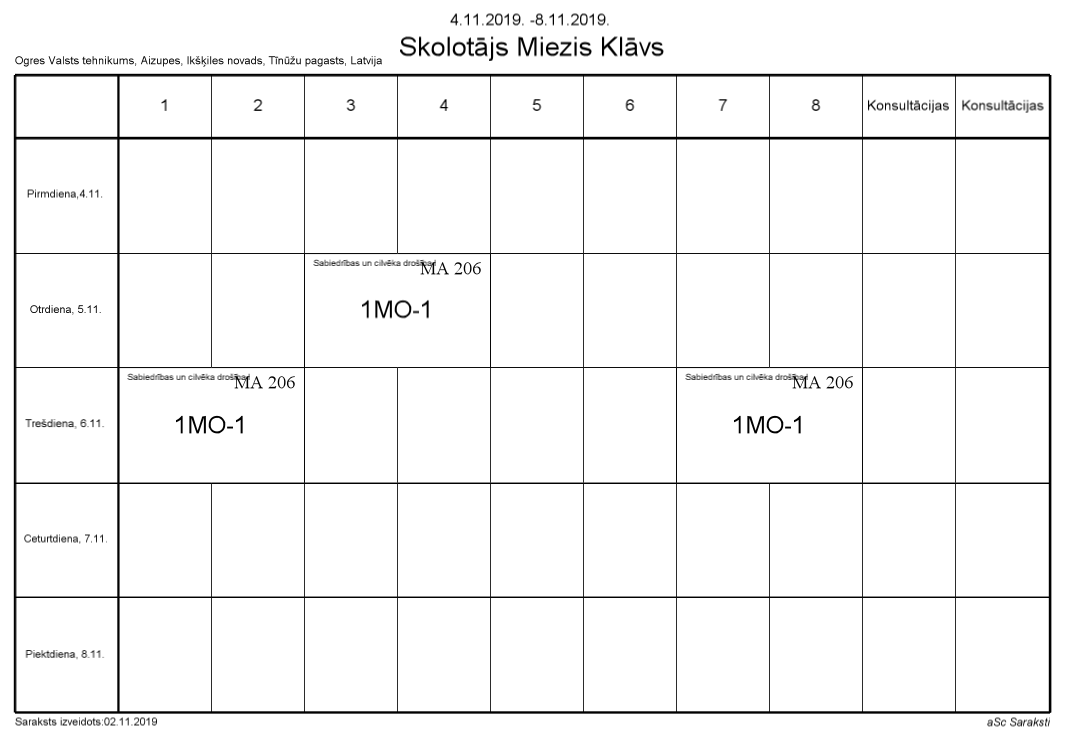 4.11.2019. -8.11.2019.
Skolotājs Miezis Klāvs
Ogres Valsts tehnikums, Aizupes, Ikšķiles novads, Tīnūžu pagasts, Latvija
1 2 3 4 5 6 7 8 Konsultācijas Konsultācijas
Pirmdiena,4.11.
Sabiedrības un cilvēka drošība MA 206
Otrdiena, 5.11. 1MO-1
Sabiedrības un cilvēka drošība MA 206 Sabiedrības un cilvēka drošība MA 206
Trešdiena, 6.11. 1MO-1 1MO-1
Ceturtdiena, 7.11.
Piektdiena, 8.11.
Saraksts izveidots:02.11.2019 aSc Saraksti